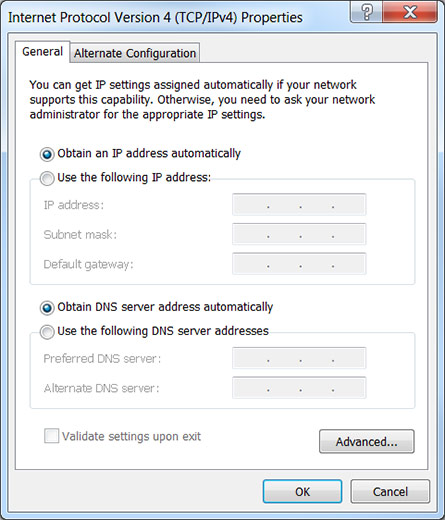 Internet Protocol Version 4 (TCP/IPv4) Properties
General
Alternate Configuration
You can get IP settings assigned automatically if your network
supports this capability. Otherwise, you need to ask your network
administrator for the appropriate IP settings.
Obtain an IP address automatically
Use the following IP address:
IP address:
Subnet mask:
Default gateway:
Obtain DNS server address automatically
Use the following DNS server addresses
Preferred DNS server:
Alternate DNS server:
Validate settings upon exit
Advanced...
OK
Cancel